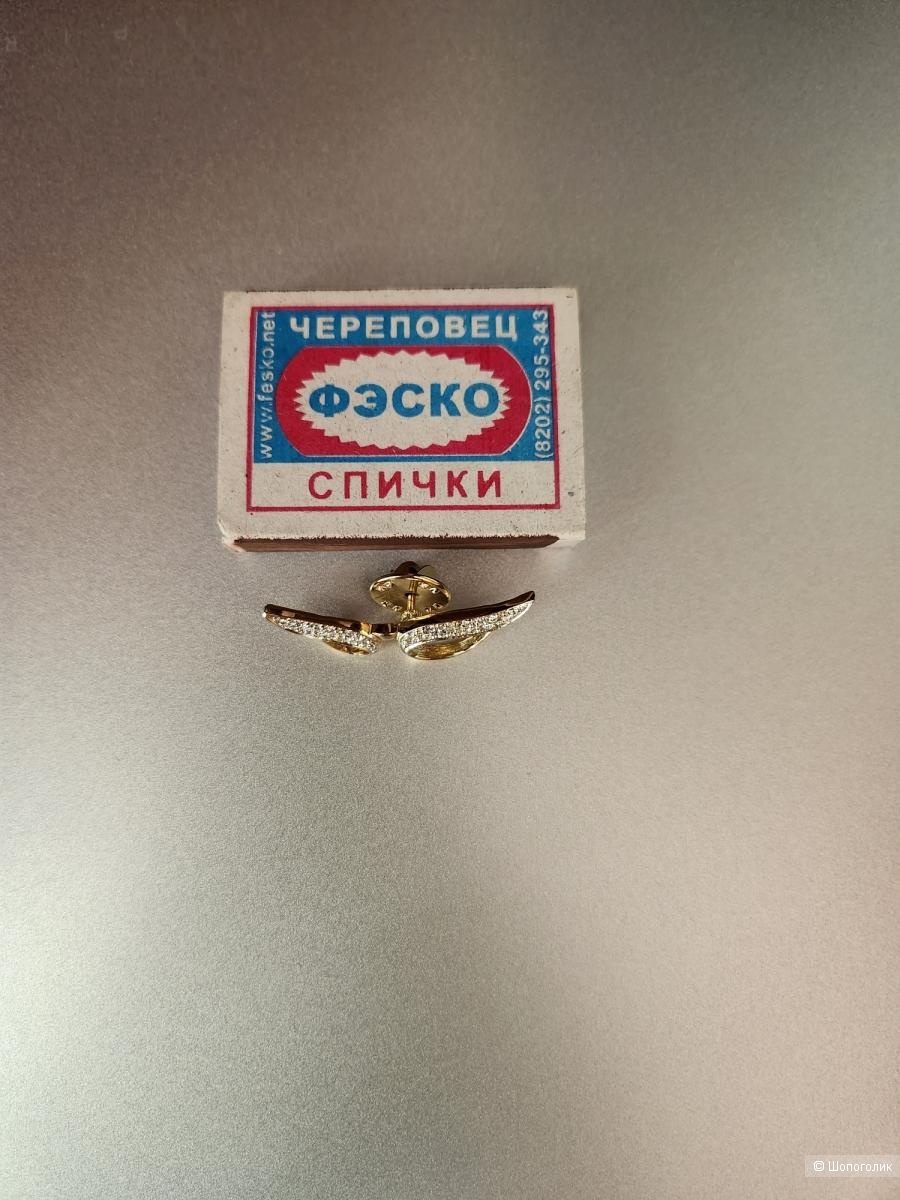 ЧЕРЕПОВЕЦ
www.fesko.net
ФЭСКО
(8202) 295-343
СПИЧКИ
© Шопоголик